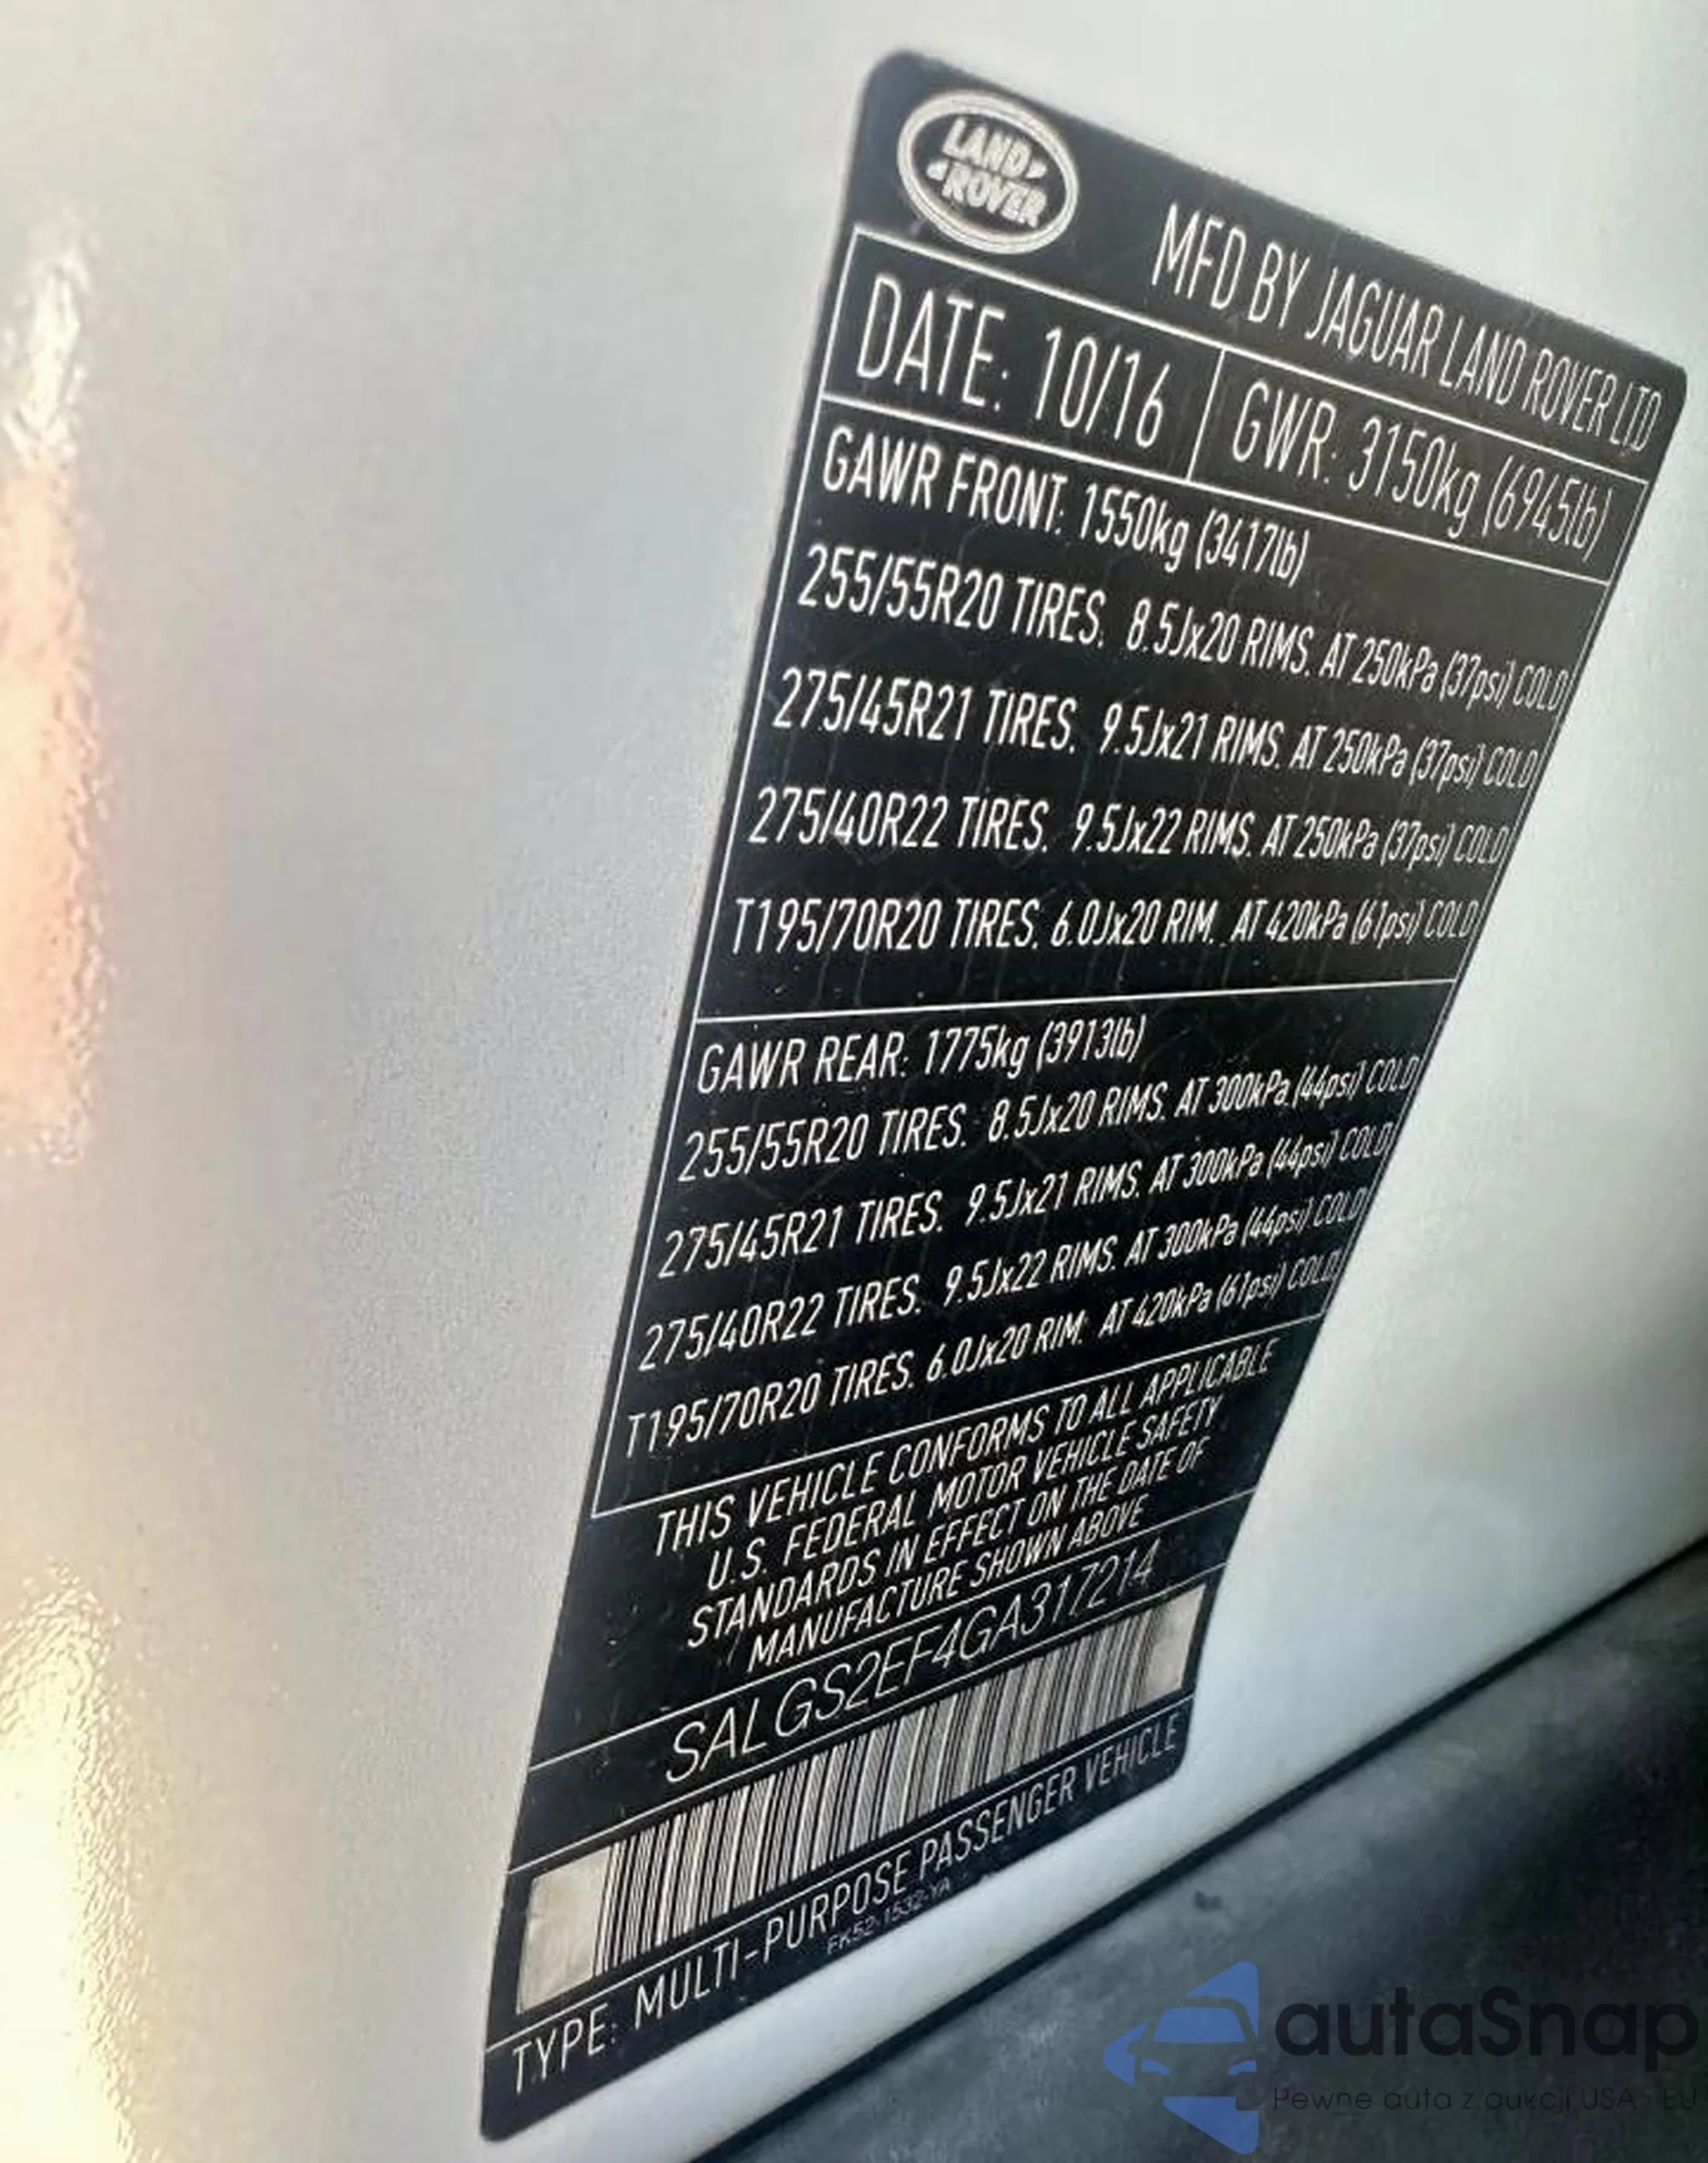 LAND
ROVER
MFD BY JAGUAR LAND ROVER LTD
DATE: 10/16
GWR: 3150kg (6945lb)
GAWR FRONT: 1550kg (3417lb)
255/55R20 TIRES. 8.5Jx20 RIMS. AT 250kPa (37psi) COLD
275/45R21 TIRES. 9.5Jx21 RIMS. AT 250kPa (37psi) COLD
275/40R22 TIRES. 9.5Jx22 RIMS. AT 250kPa (37psi) COLD
T195/70R20 TIRES. 6.0Jx20 RIM. AT 420kPa (61psi) COLD
GAWR REAR: 1775kg (3913lb)
255/55R20 TIRES. 8.5Jx20 RIMS. AT 300kPa (44psi) COLD
275/45R21 TIRES. 9.5Jx21 RIMS. AT 300kPa (44psi) COLD
275/40R22 TIRES. 9.5Jx22 RIMS. AT 300kPa (44psi) COLD
T195/70R20 TIRES. 6.0Jx20 RIM. AT 420kPa (61psi) COLD
THIS VEHICLE CONFORMS TO ALL APPLICABLE
U.S. FEDERAL MOTOR VEHICLE SAFETY
STANDARDS IN EFFECT ON THE DATE OF
MANUFACTURE SHOWN ABOVE
SALGS2EF4GA317214
TYPE: MULTI-PURPOSE PASSENGER VEHICLE
FK52-1532-YA
autaSnap
Pewne auta z aukcji USA - EU